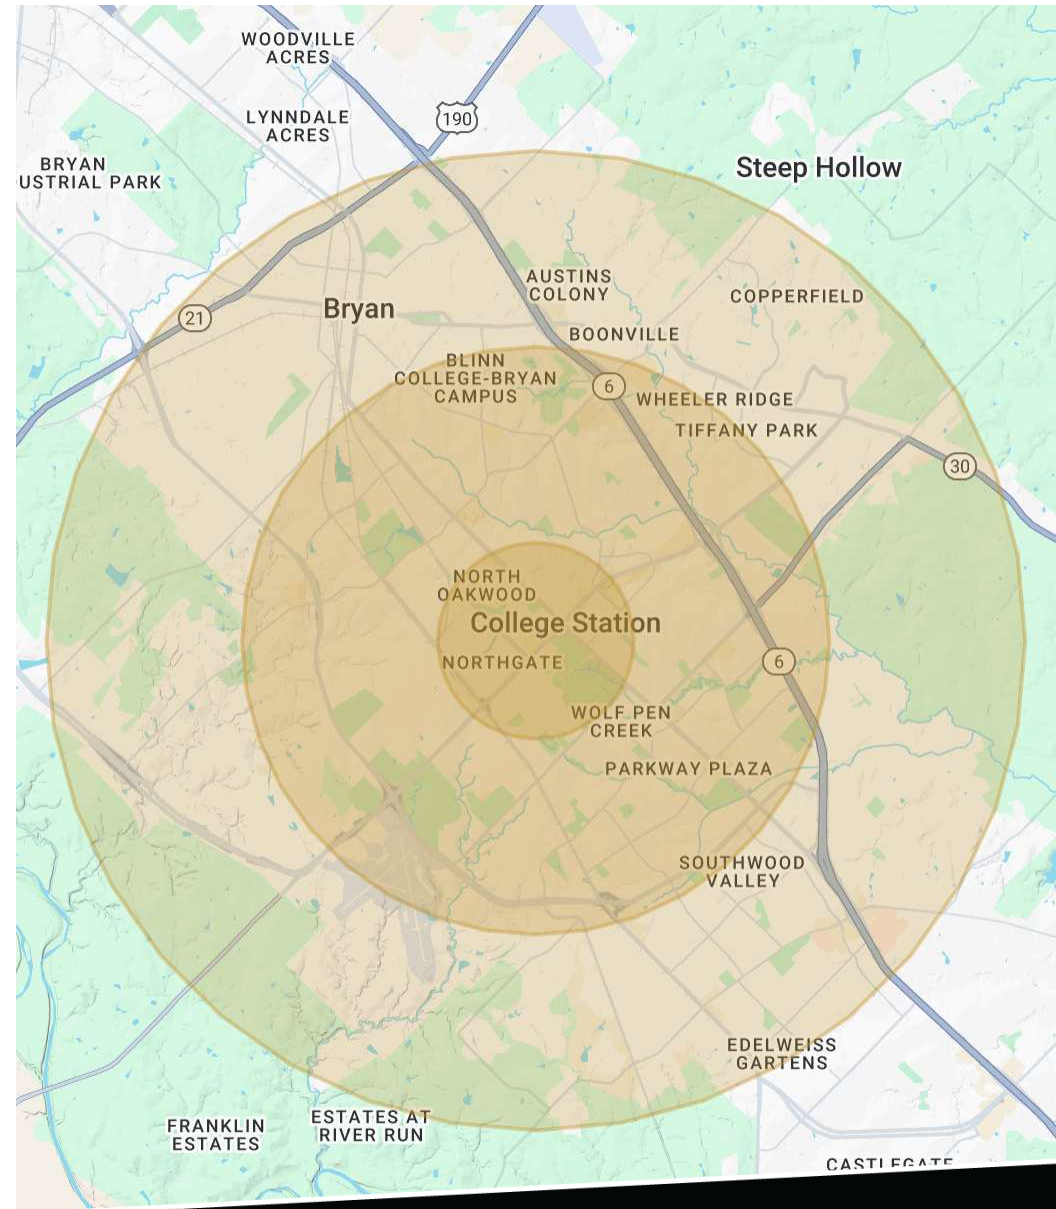 WOODVILLE
ACRES
190
LYNNDALE
ACRES
BRYAN
USTRIAL PARK
Steep Hollow
AUSTINS
COLONY
COPPERFIELD
Bryan
21
BOONVILLE
BLINN
COLLEGE-BRYAN
CAMPUS
6
WHEELER RIDGE
TIFFANY PARK
30
NORTH
OAKWOOD
College Station
NORTHGATE
6
WOLF PEN
CREEK
PARKWAY PLAZA
SOUTHWOOD
VALLEY
EDELWEISS
GARTENS
FRANKLIN
ESTATES
ESTATES AT
RIVER RUN
CASTLEGATE